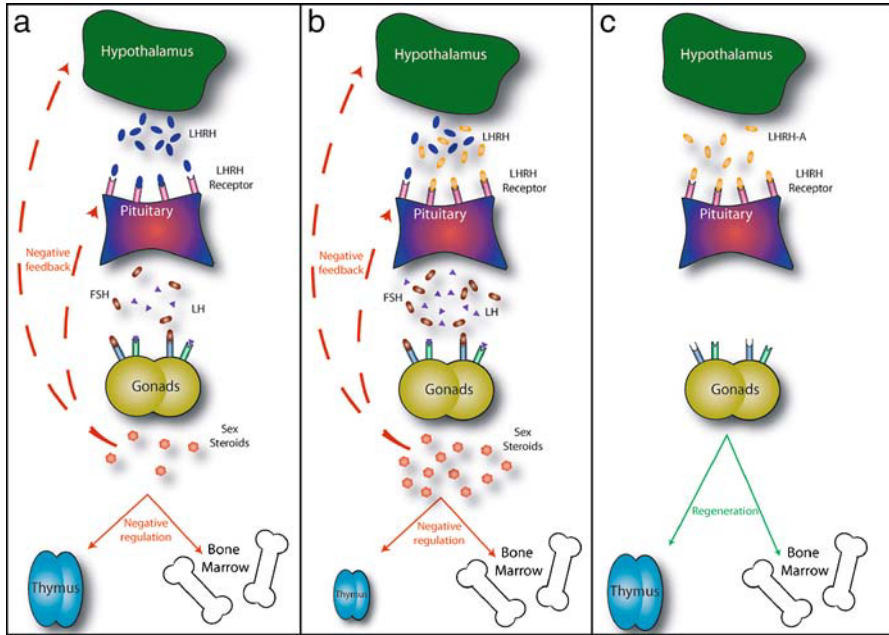 a
Hypothalamus
LHRH
LHRH
Receptor
Pituitary
Negative
feedback
FSH
LH
Gonads
Sex
Steroids
Negative
regulation
Bone
Marrow
Thymus
b
Hypothalamus
LHRH
LHRH
Receptor
Pituitary
Negative
feedback
FSH
LH
Gonads
Sex
Steroids
Negative
regulation
Bone
Marrow
Thymus
c
Hypothalamus
LHRH-A
LHRH
Receptor
Pituitary
Gonads
Regeneration
Bone
Marrow
Thymus